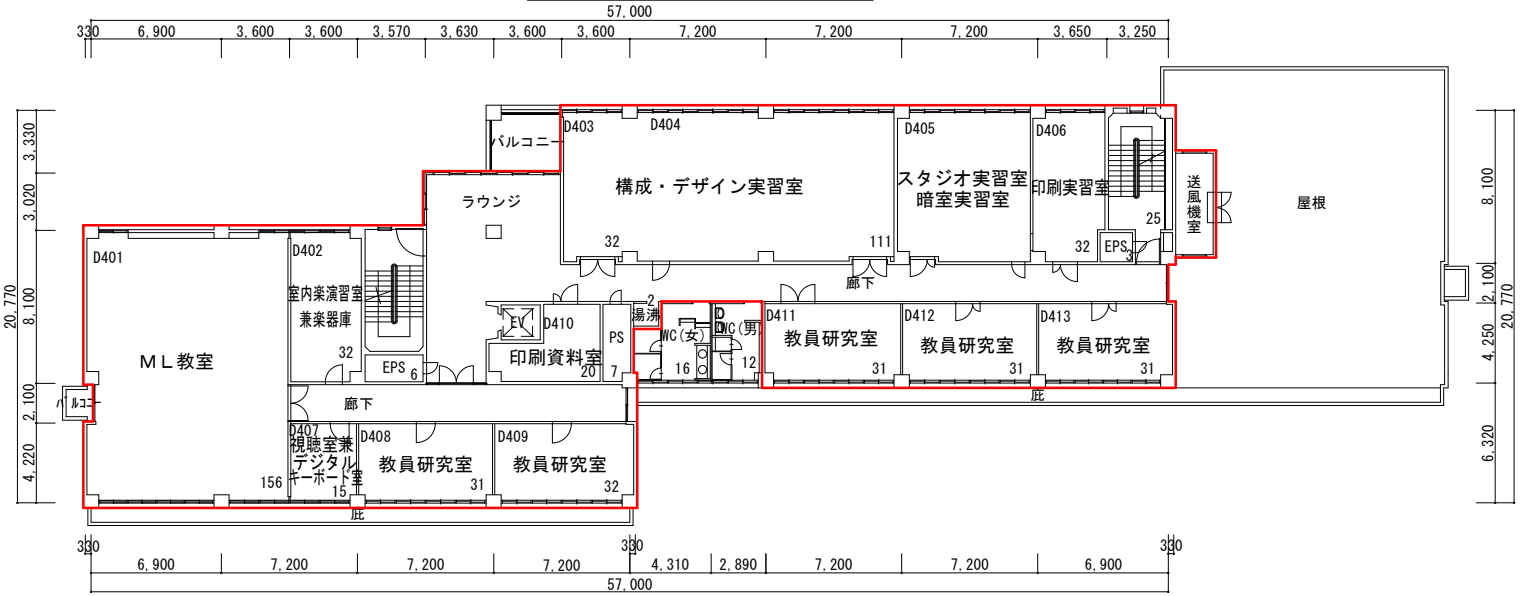 57,000
330 6,900 3,600 3,600 3,570 3,630 3,600 3,600 7,200 7,200 7,200 3,650 3,250
20,770
3,330
3,020
8,100
2,100
4,220
8,100
2,100
4,250
6,320
20,770
バルコニー
D403
D404
構成・デザイン実習室
32
111
D405
スタジオ実習室
暗室実習室
D406
印刷実習室
32
25
EPS
3
送風機室
屋根
ラウンジ
D401
ML教室
156
D402
室内楽演習室
兼楽器庫
32
EPS
6
廊下
EV
D410
印刷資料室
20
PS
7
2
湯沸
WC(女)
16
WC(男)
12
D411
教員研究室
31
D412
教員研究室
31
D413
教員研究室
31
庇
バルコニー
廊下
D407
視聴室兼
デジタル
キーボード室
15
D408
教員研究室
31
D409
教員研究室
32
庇
330 330 330
6,900 7,200 7,200 7,200 4,310 2,890 7,200 7,200 6,900
57,000